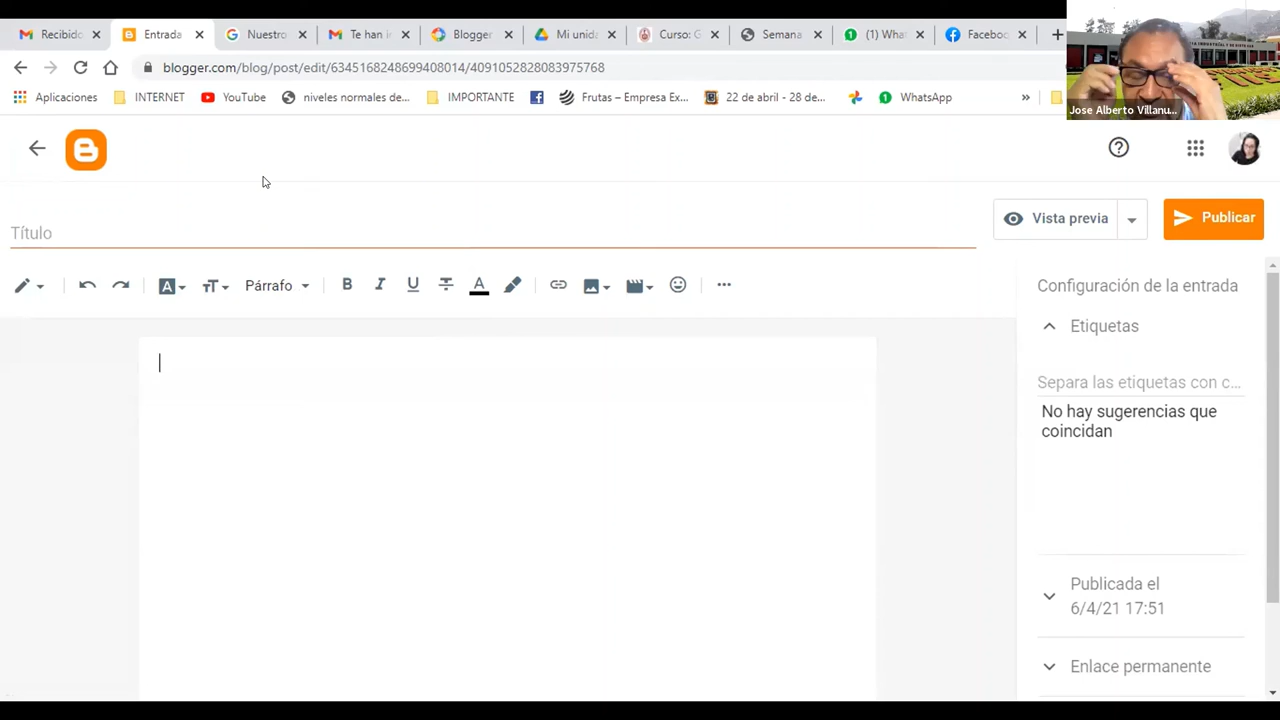 Recibido
Entrada
Nuestro
Te han i
Blogger
Mi unida
Curso: G
Semana
(1) What
Faceboo
blogger.com/blog/post/edit/
Aplicaciones
INTERNET
YouTube
niveles normales de...
IMPORTANTE
Frutas – Empresa Ex...
22 de abril - 28 de...
WhatsApp
»
Jose Alberto Villanu...
Título
Vista previa
Publicar
Párrafo
B I U A
Configuración de la entrada
Etiquetas
Separa las etiquetas con c...
No hay sugerencias que
coincidan
Publicada el
6/4/21 17:51
Enlace permanente